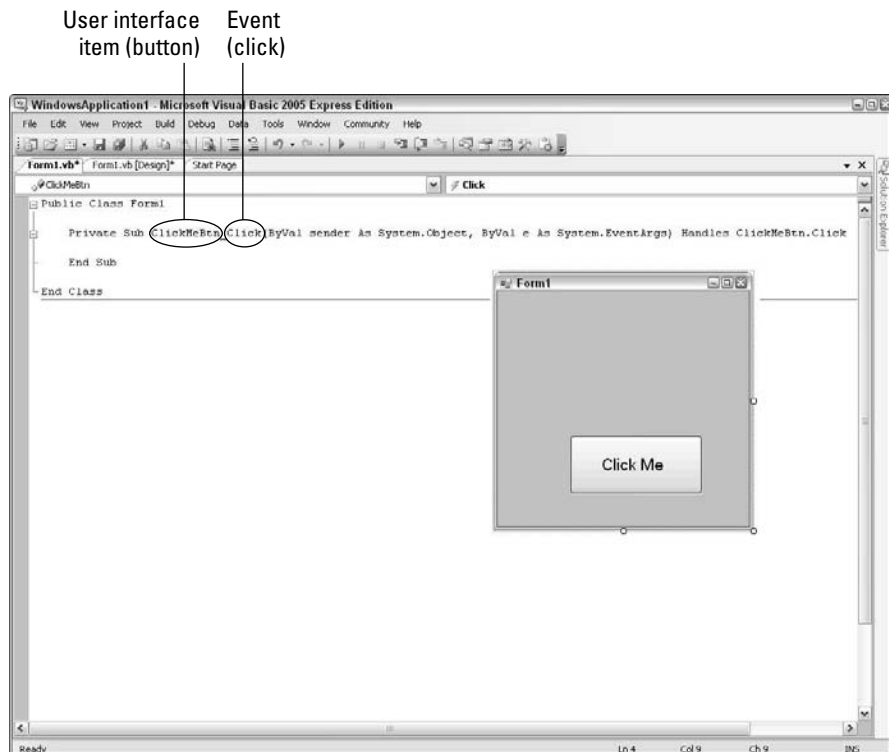 User interface item (button)
Event (click)
WindowsApplication1 - Microsoft Visual Basic 2005 Express Edition
File Edit View Project Build Debug Data Tools Window Community Help
Form1.vb* Form1.vb [Design]* Start Page
ClickMeBtn
Click
Solution Explorer
Public Class Form1
Private Sub ClickMeBtn_Click(ByVal sender As System.Object, ByVal e As System.EventArgs) Handles ClickMeBtn.Click
End Sub
End Class
Form1
Click Me
Ready Ln 4 Col 9 Ch 9 INS